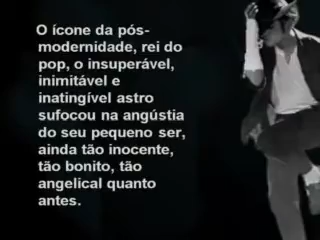 O ícone da pós-
modernidade, rei do
pop, o insuperável,
inimitável e
inatingível astro
sufocou na angústia
do seu pequeno ser,
ainda tão inocente,
tão bonito, tão
angelical quanto
antes.